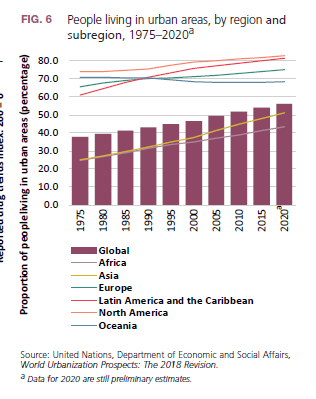 FIG. 6 People living in urban areas, by region and
subregion, 1975–2020a
Proportion of people living in urban areas (percentage)
80.0
70.0
60.0
50.0
40.0
30.0
20.0
10.0
0.0
1975
1980
1985
1990
1995
2000
2005
2010
2015
2020a
Global
Africa
Asia
Europe
Latin America and the Caribbean
North America
Oceania
Source: United Nations, Department of Economic and Social Affairs,
World Urbanization Prospects: The 2018 Revision.
a Data for 2020 are still preliminary estimates.